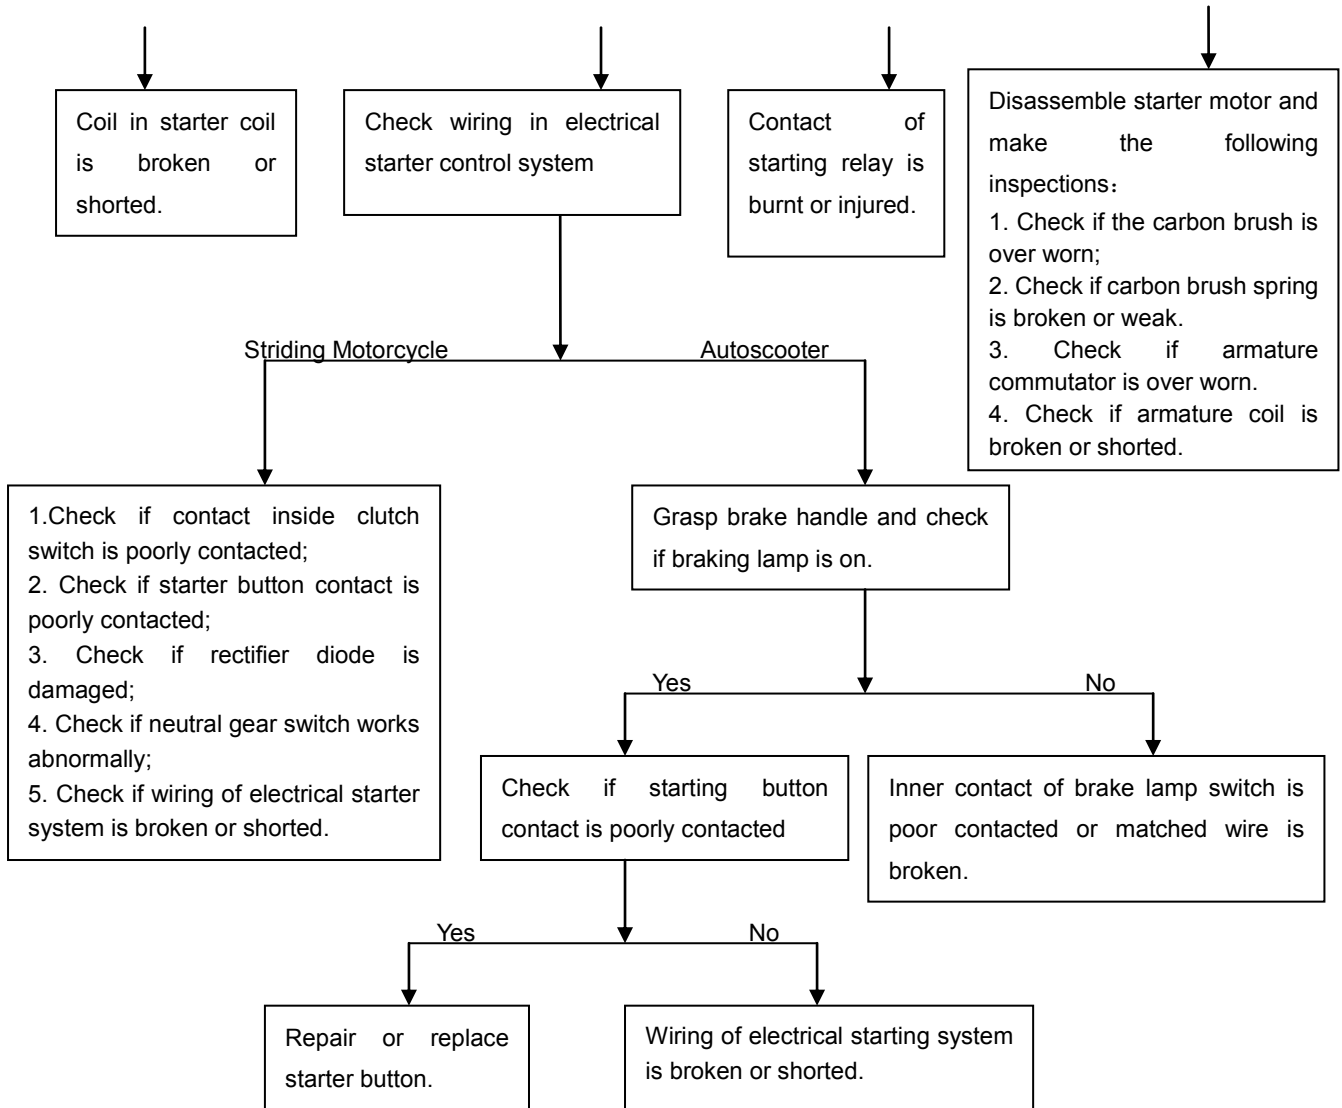 Coil in starter coil
is broken or
shorted.
Check wiring in electrical
starter control system
Contact of
starting relay is
burnt or injured.
Disassemble starter motor and
make the following
inspections：
1. Check if the carbon brush is
over worn;
2. Check if carbon brush spring
is broken or weak.
3. Check if armature
commutator is over worn.
4. Check if armature coil is
broken or shorted.
Striding Motorcycle
Autoscooter
1.Check if contact inside clutch
switch is poorly contacted;
2. Check if starter button contact is
poorly contacted;
3. Check if rectifier diode is
damaged;
4. Check if neutral gear switch works
abnormally;
5. Check if wiring of electrical starter
system is broken or shorted.
Grasp brake handle and check
if braking lamp is on.
Yes
No
Check if starting button
contact is poorly contacted
Inner contact of brake lamp switch is
poor contacted or matched wire is
broken.
Yes
No
Repair or replace
starter button.
Wiring of electrical starting system
is broken or shorted.